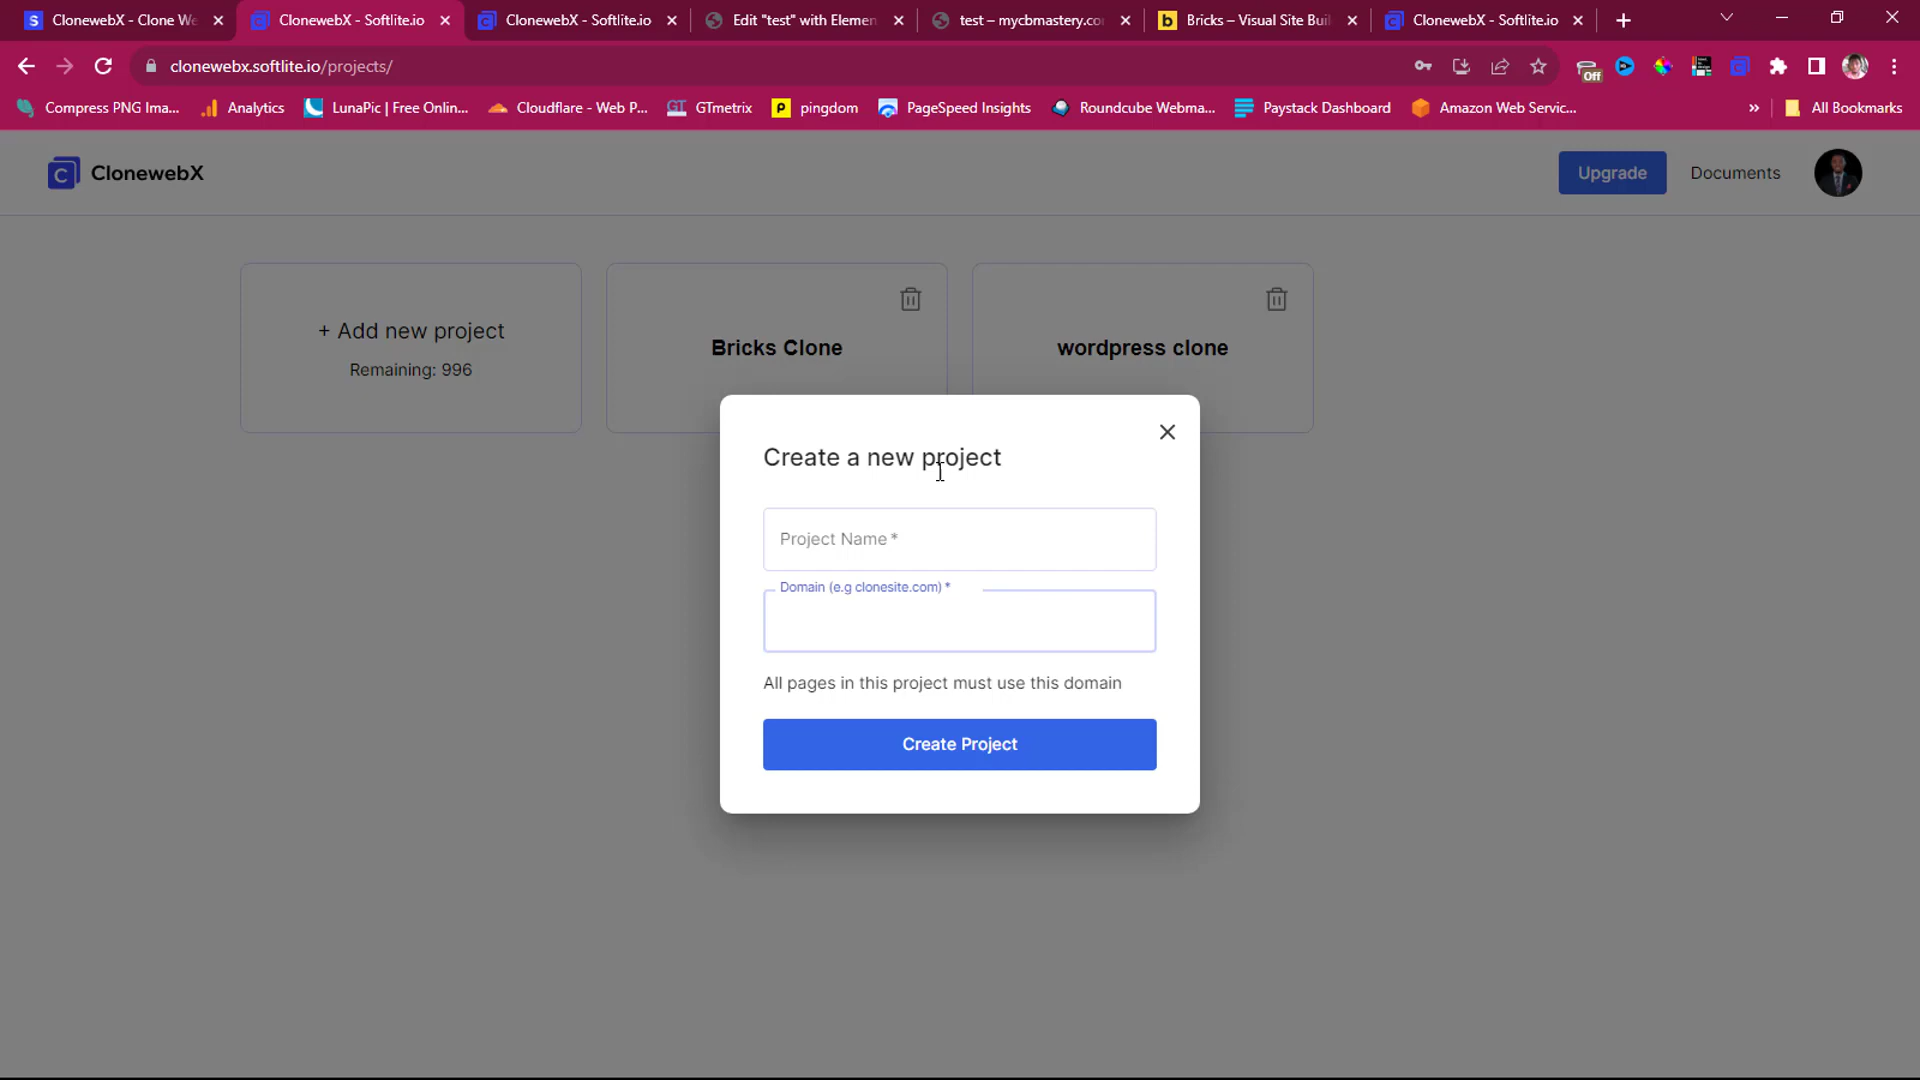 ClonewebX - Clone We
ClonewebX - Softlite.io
ClonewebX - Softlite.io
Edit "test" with Elemen
test – mycbmastery.co
Bricks – Visual Site Buil
ClonewebX - Softlite.io
clonewebx.softlite.io/projects/
Off
Compress PNG Ima...
Analytics
LunaPic | Free Onlin...
Cloudflare - Web P...
GTmetrix
pingdom
PageSpeed Insights
Roundcube Webma...
Paystack Dashboard
Amazon Web Servic...
»
All Bookmarks
ClonewebX
Upgrade
Documents
+ Add new project
Remaining: 996
Bricks Clone
wordpress clone
Create a new project
Project Name *
Domain (e.g clonesite.com) *
All pages in this project must use this domain
Create Project